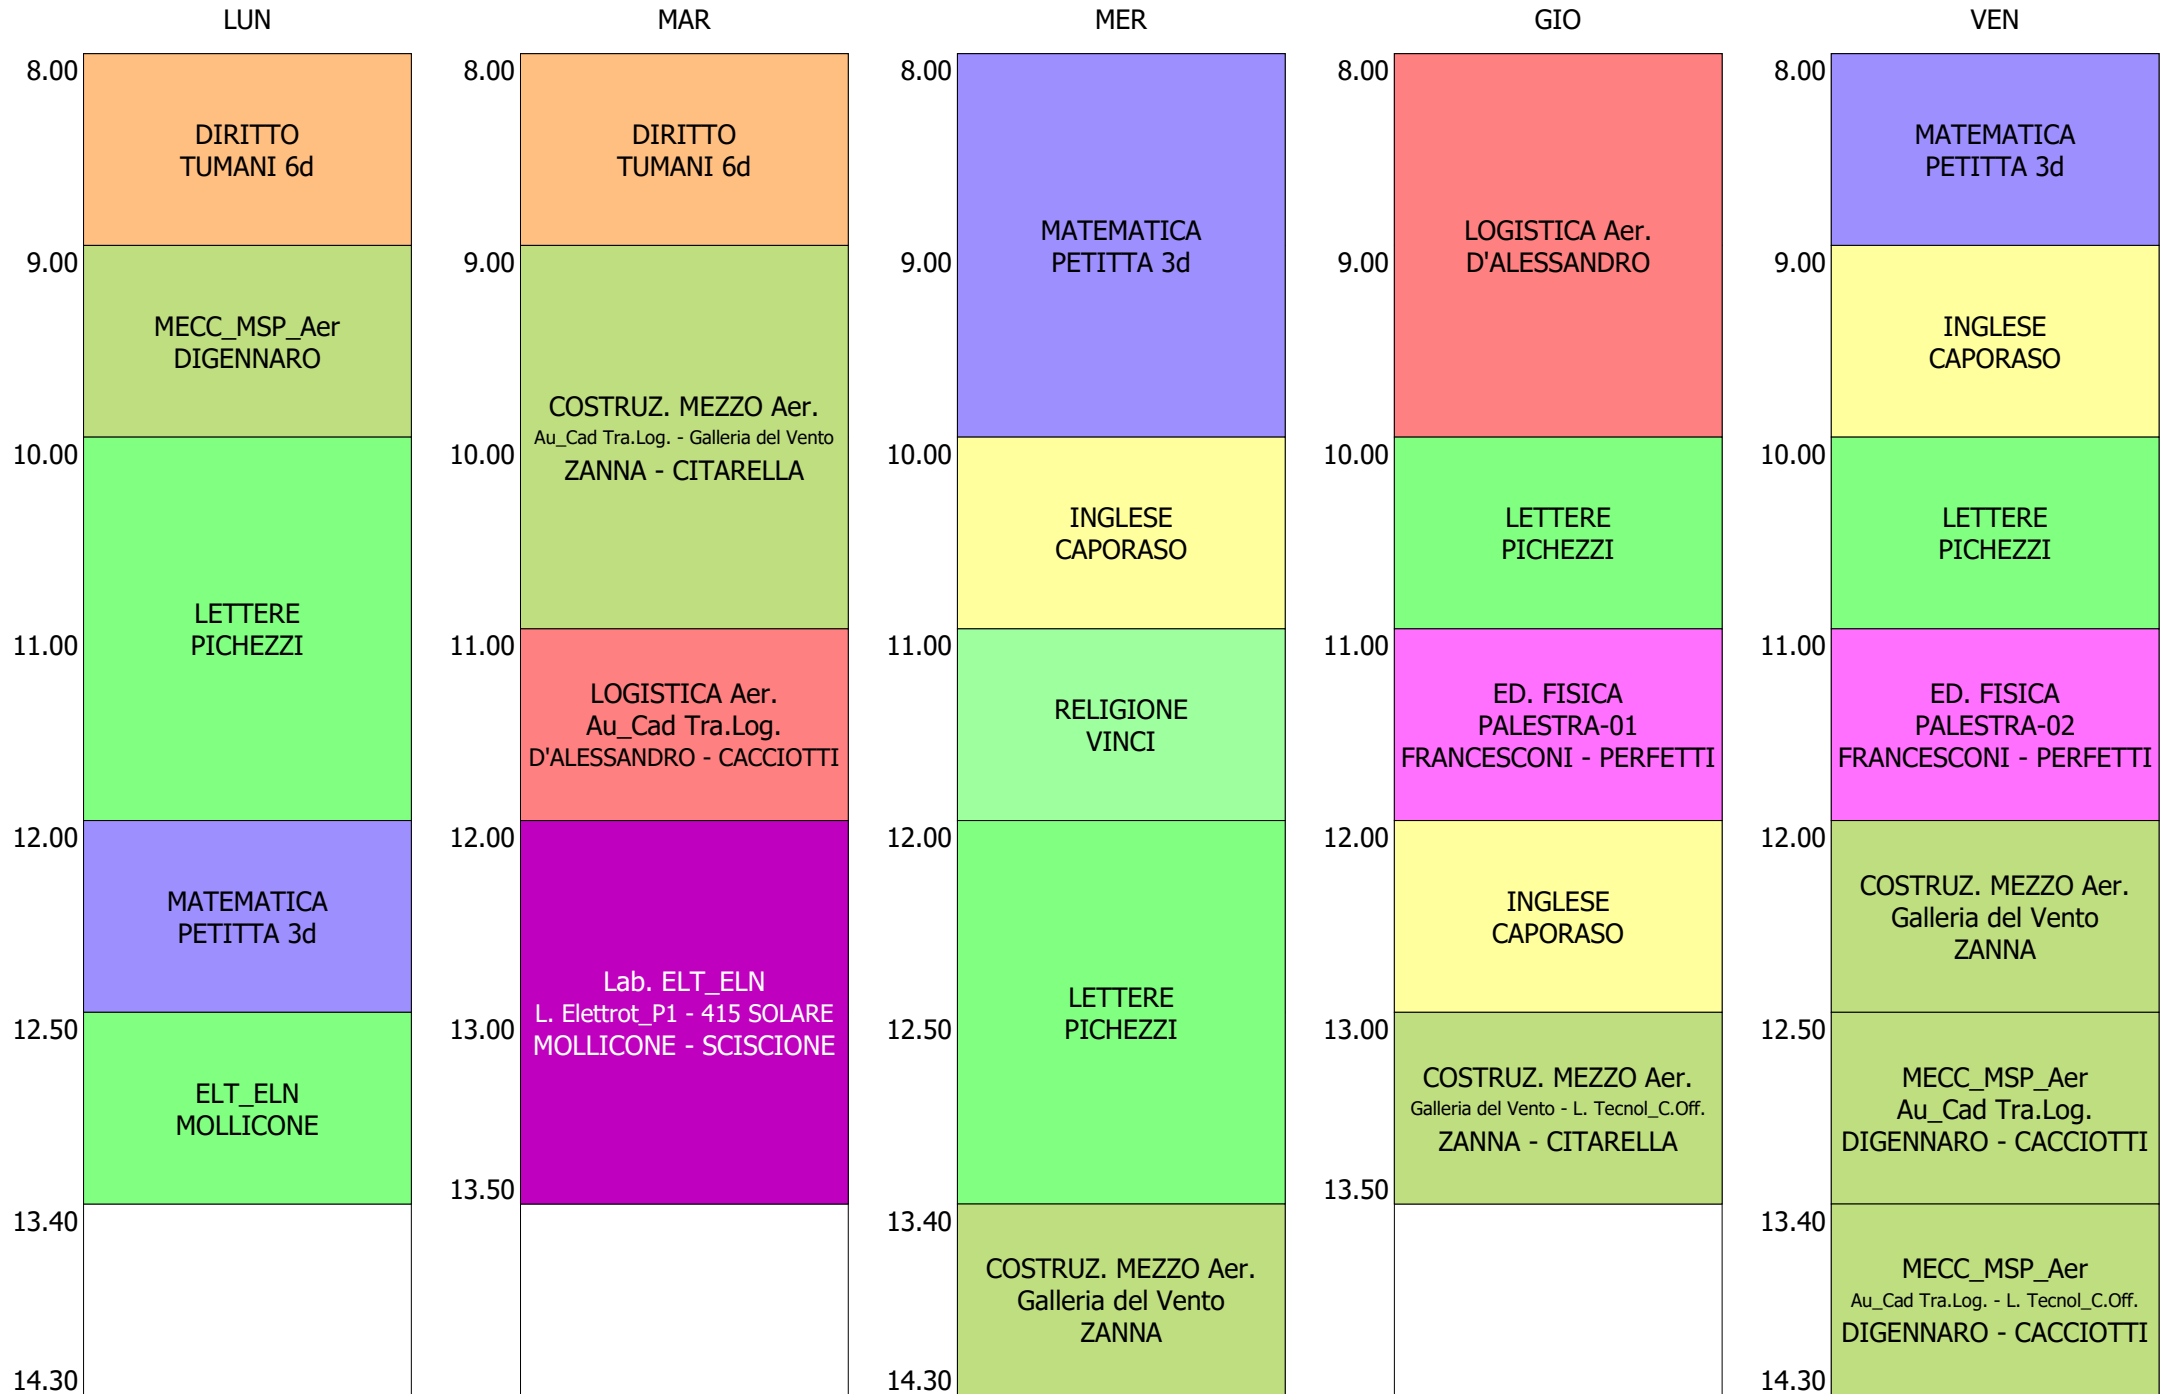 LUN
8.00
DIRITTO
TUMANI 6d
9.00
MECC_MSP_Aer
DIGENNARO
10.00
LETTERE
PICHEZZI
11.00
12.00
MATEMATICA
PETITTA 3d
12.50
ELT_ELN
MOLLICONE
13.40
14.30
MAR
8.00
DIRITTO
TUMANI 6d
9.00
COSTRUZ. MEZZO Aer.
Au_Cad Tra.Log. - Galleria del Vento
10.00
ZANNA - CITARELLA
11.00
LOGISTICA Aer.
Au_Cad Tra.Log.
D'ALESSANDRO - CACCIOTTI
12.00
Lab. ELT_ELN
L. Elettrot_P1 - 415 SOLARE
13.00
MOLLICONE - SCISCIONE
13.50
MER
8.00
MATEMATICA
9.00
PETITTA 3d
10.00
INGLESE
CAPORASO
11.00
RELIGIONE
VINCI
12.00
LETTERE
12.50
PICHEZZI
13.40
COSTRUZ. MEZZO Aer.
Galleria del Vento
ZANNA
14.30
GIO
8.00
LOGISTICA Aer.
9.00
D'ALESSANDRO
10.00
LETTERE
PICHEZZI
11.00
ED. FISICA
PALESTRA-01
FRANCESCONI - PERFETTI
12.00
INGLESE
CAPORASO
13.00
COSTRUZ. MEZZO Aer.
Galleria del Vento - L. Tecnol_C.Off.
ZANNA - CITARELLA
13.50
VEN
8.00
MATEMATICA
PETITTA 3d
9.00
INGLESE
CAPORASO
10.00
LETTERE
PICHEZZI
11.00
ED. FISICA
PALESTRA-02
FRANCESCONI - PERFETTI
12.00
COSTRUZ. MEZZO Aer.
Galleria del Vento
ZANNA
12.50
MECC_MSP_Aer
Au_Cad Tra.Log.
DIGENNARO - CACCIOTTI
13.40
MECC_MSP_Aer
Au_Cad Tra.Log. - L. Tecnol_C.Off.
DIGENNARO - CACCIOTTI
14.30